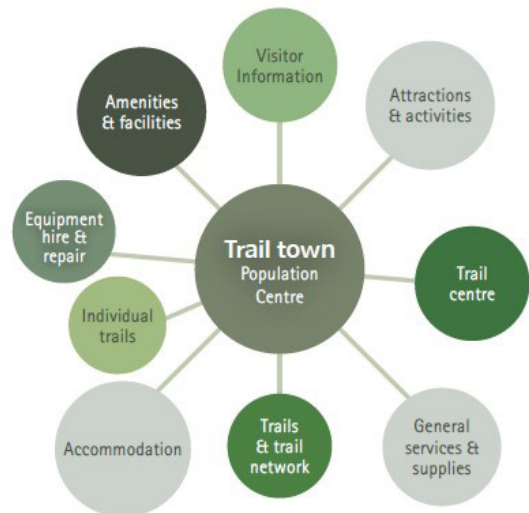 Visitor
Information
Amenities
& facilities
Attractions
& activities
Equipment
hire &
repair
Trail town
Population
Centre
Trail
centre
Individual
trails
Accommodation
Trails
& trail
network
General
services &
supplies